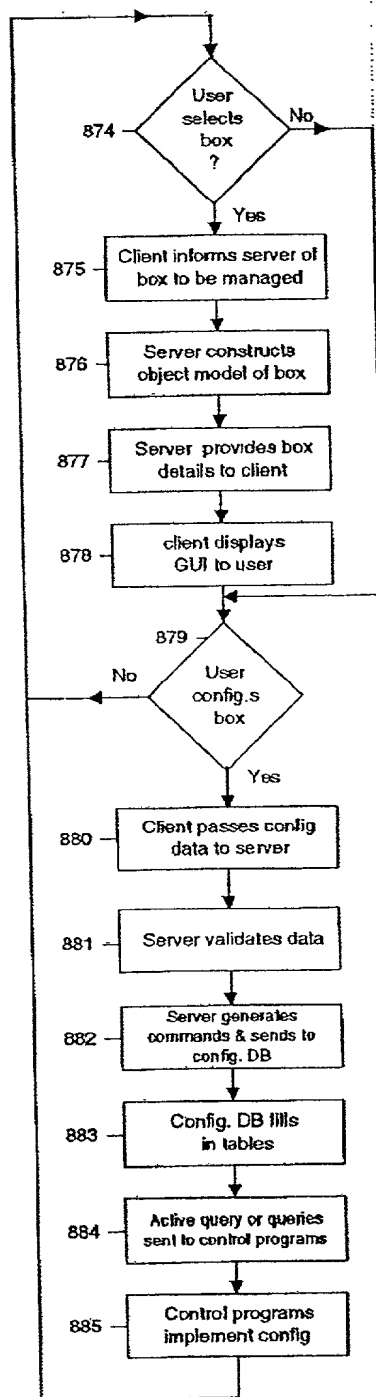 User
selects
box
?
874
No
Yes
875
Client informs server of
box to be managed
876
Server constructs
object model of box
877
Server provides box
details to client
878
client displays
GUI to user
879
User
config.s
box
No
Yes
880
Client passes config
data to server
881
Server validates data
882
Server generates
commands & sends to
config. DB
883
Config. DB fills
in tables
884
Active query or queries
sent to control programs
885
Control programs
implement config